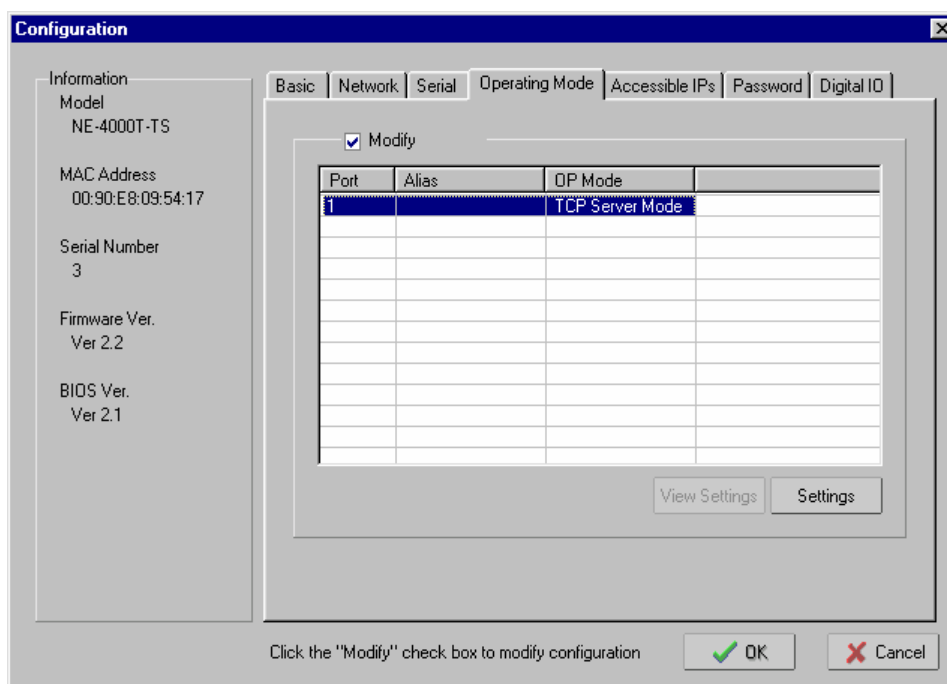 Configuration
Information
Model
NE-4000T-TS
MAC Address
00:90:E8:09:54:17
Serial Number
3
Firmware Ver.
Ver 2.2
BIOS Ver.
Ver 2.1
Basic Network Serial Operating Mode Accessible IPs Password Digital IO
Modify
Port Alias OP Mode
1 TCP Server Mode
View Settings Settings
Click the "Modify" check box to modify configuration
OK Cancel